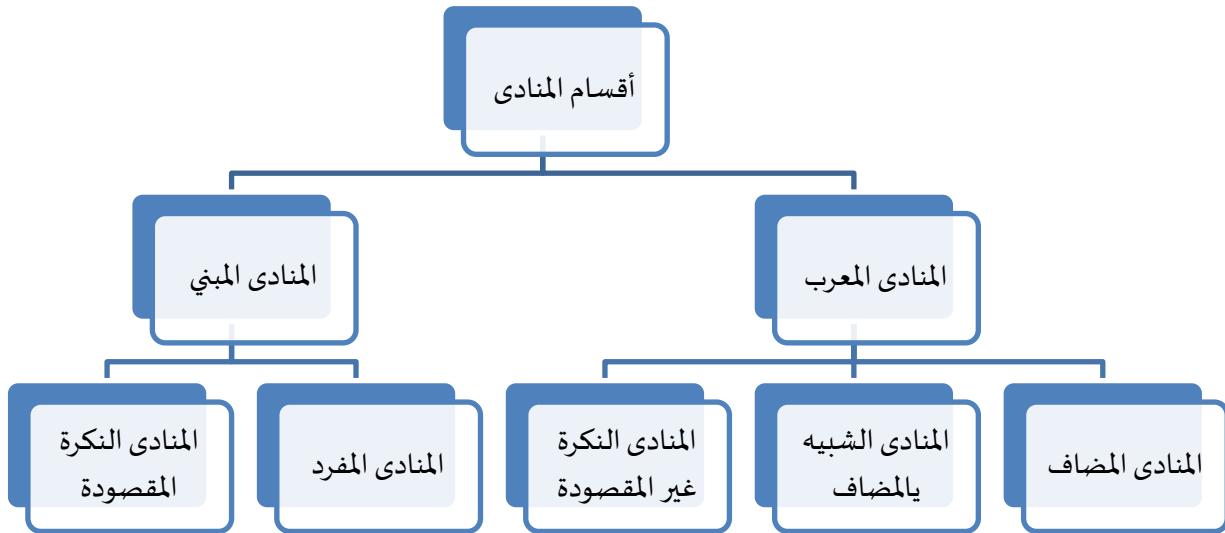 أقسام المنادى
المنادى المعرب
المنادى المبني
المنادى المضاف
المنادى الشبيه
يالمضاف
المنادى النكرة
غير المقصودة
المنادى المفرد
المنادى النكرة
المقصودة